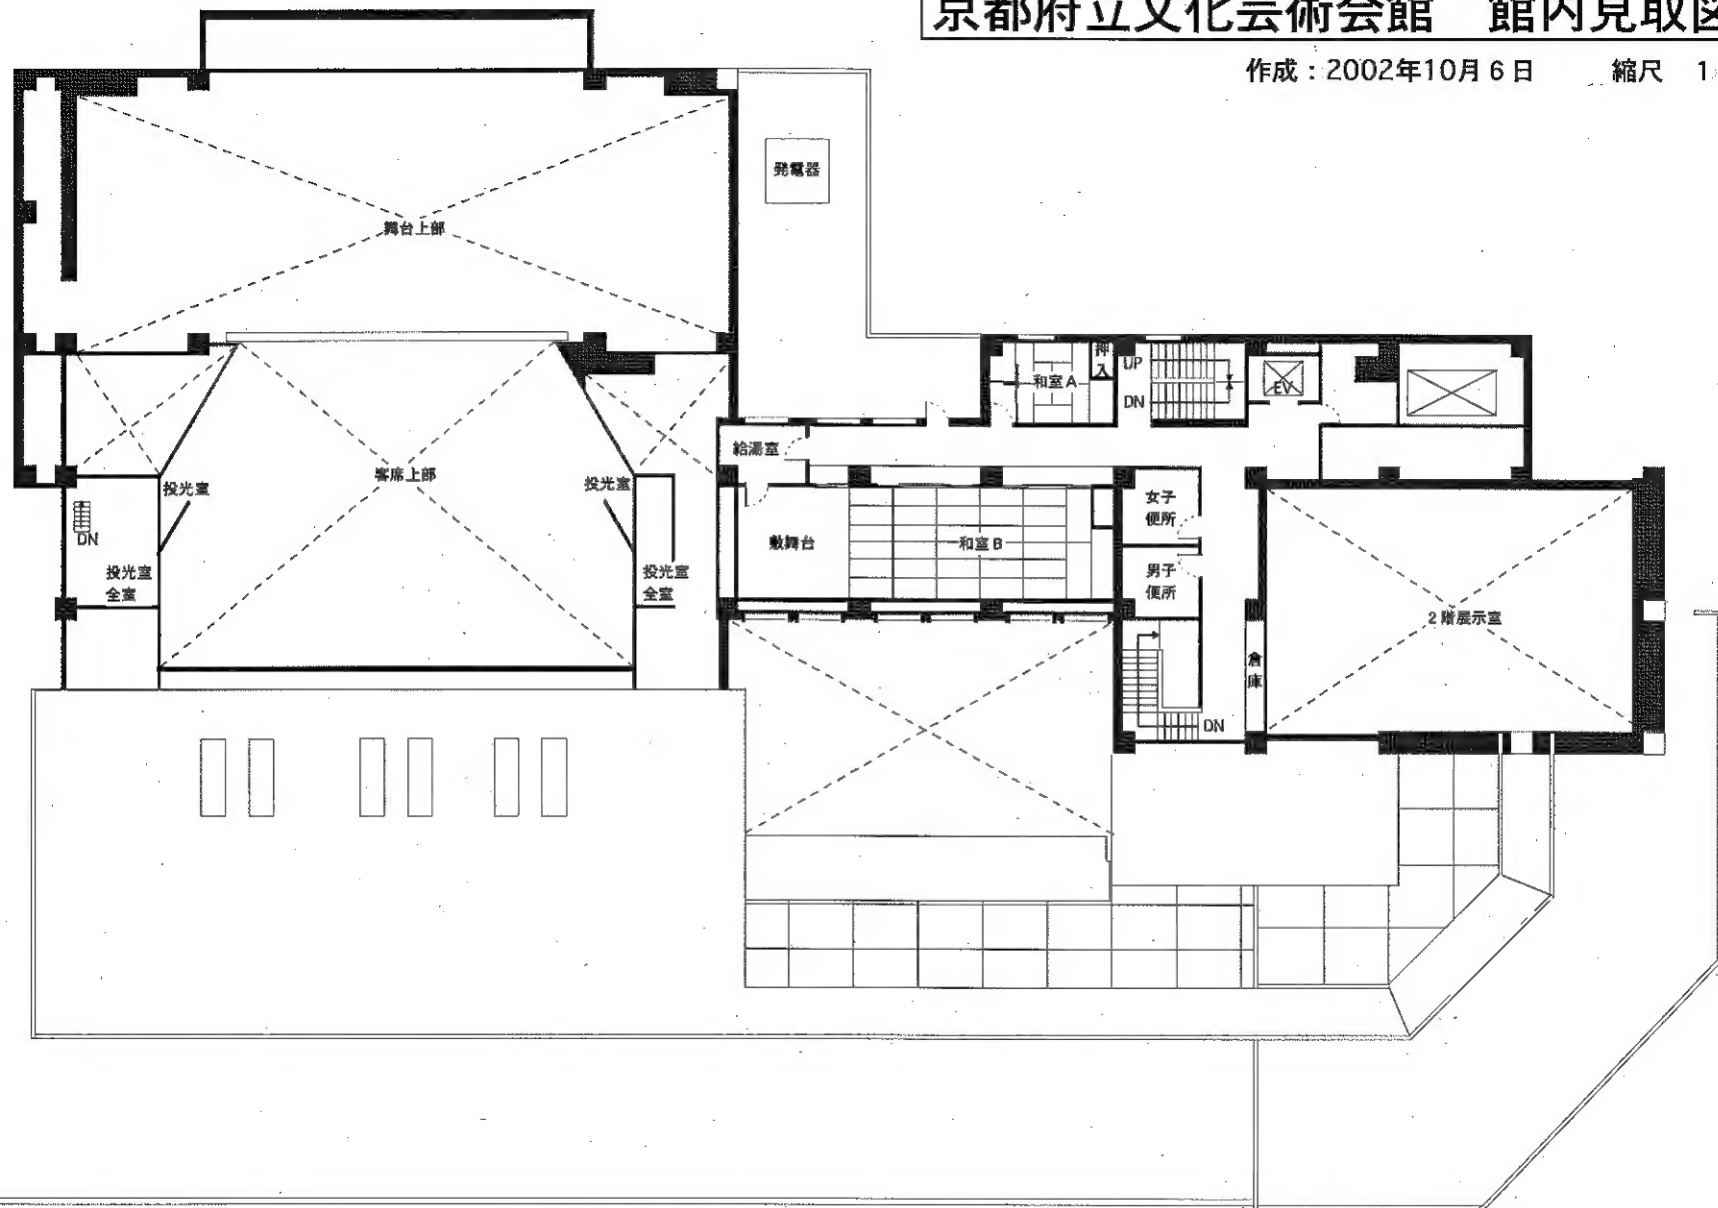 京都府立文化芸術会館 館内見取図
作成：2002年10月6日 縮尺 1
発電器
舞台上部
和室A
押入
UP
DN
EV
給湯室
客席上部
投光室
投光室
DN
投光室
全室
投光室
全室
敷舞台
和室B
女子
便所
男子
便所
DN
倉庫
2階展示室